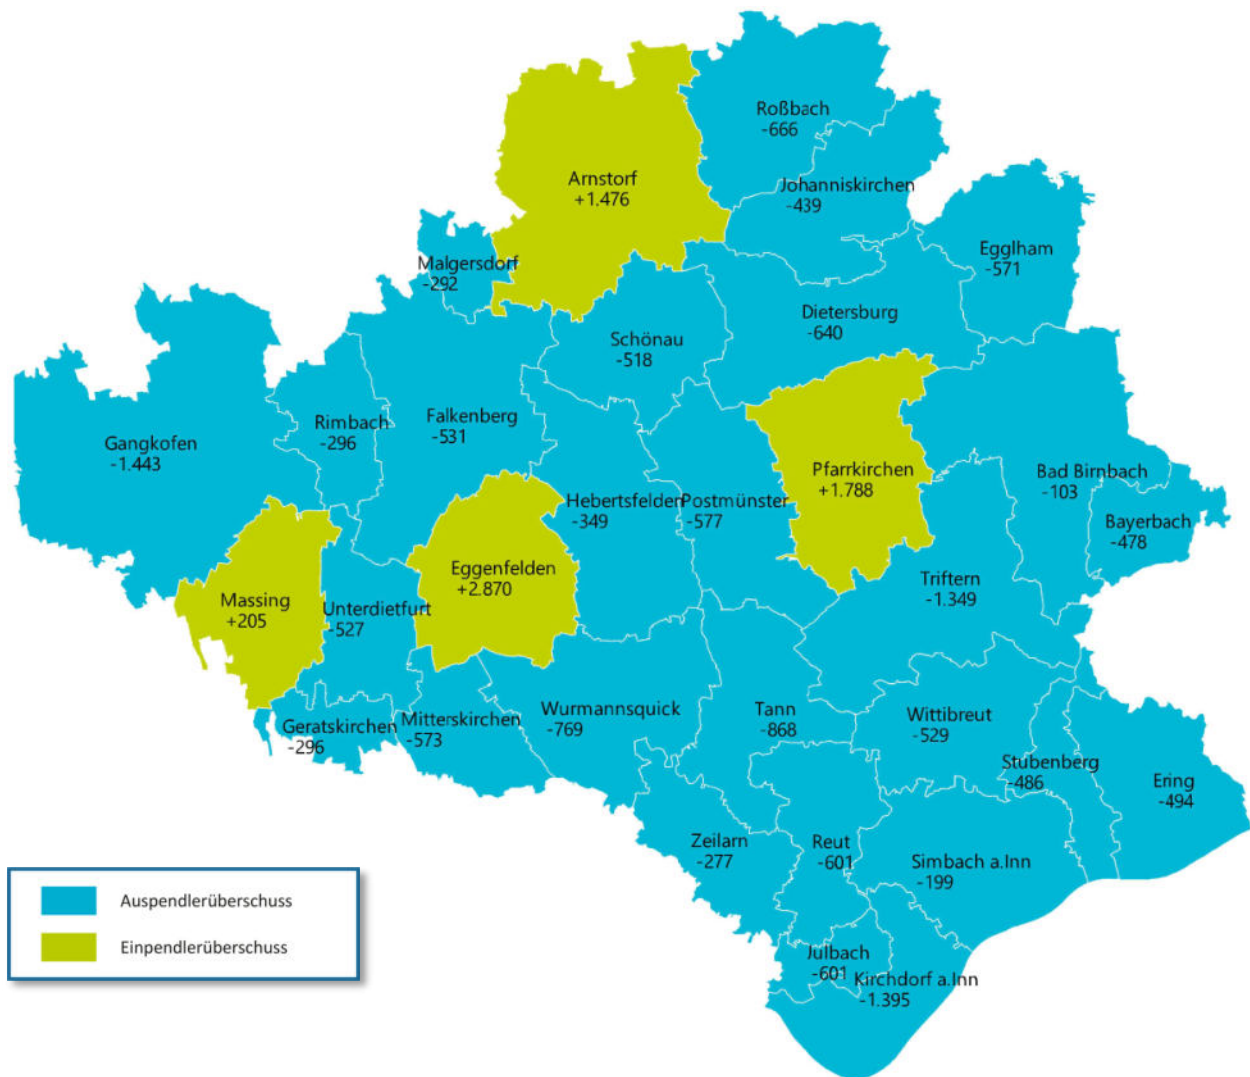 Roßbach
-666
Arnstorf
+1.476
Johanniskirchen
-439
Egglham
-571
Malgersdorf
-292
Dietersburg
-640
Schönau
-518
Rimbach
-296
Falkenberg
-531
Gangkofen
-1.443
Pfarrkirchen
+1.788
Bad Birnbach
-103
Hebertsfelden
-349
Postmünster
-577
Bayerbach
-478
Eggenfelden
+2.870
Triftern
-1.349
Massing
+205
Unterdietfurt
-527
Geratskirchen
-296
Mitterskirchen
-573
Wurmannsquick
-769
Tann
-868
Wittibreut
-529
Stubenberg
-486
Ering
-494
Zeilarn
-277
Reut
-601
Simbach a.Inn
-199
Julbach
-601
Kirchdorf a.Inn
-1.395
Auspendlerüberschuss
Einpendlerüberschuss